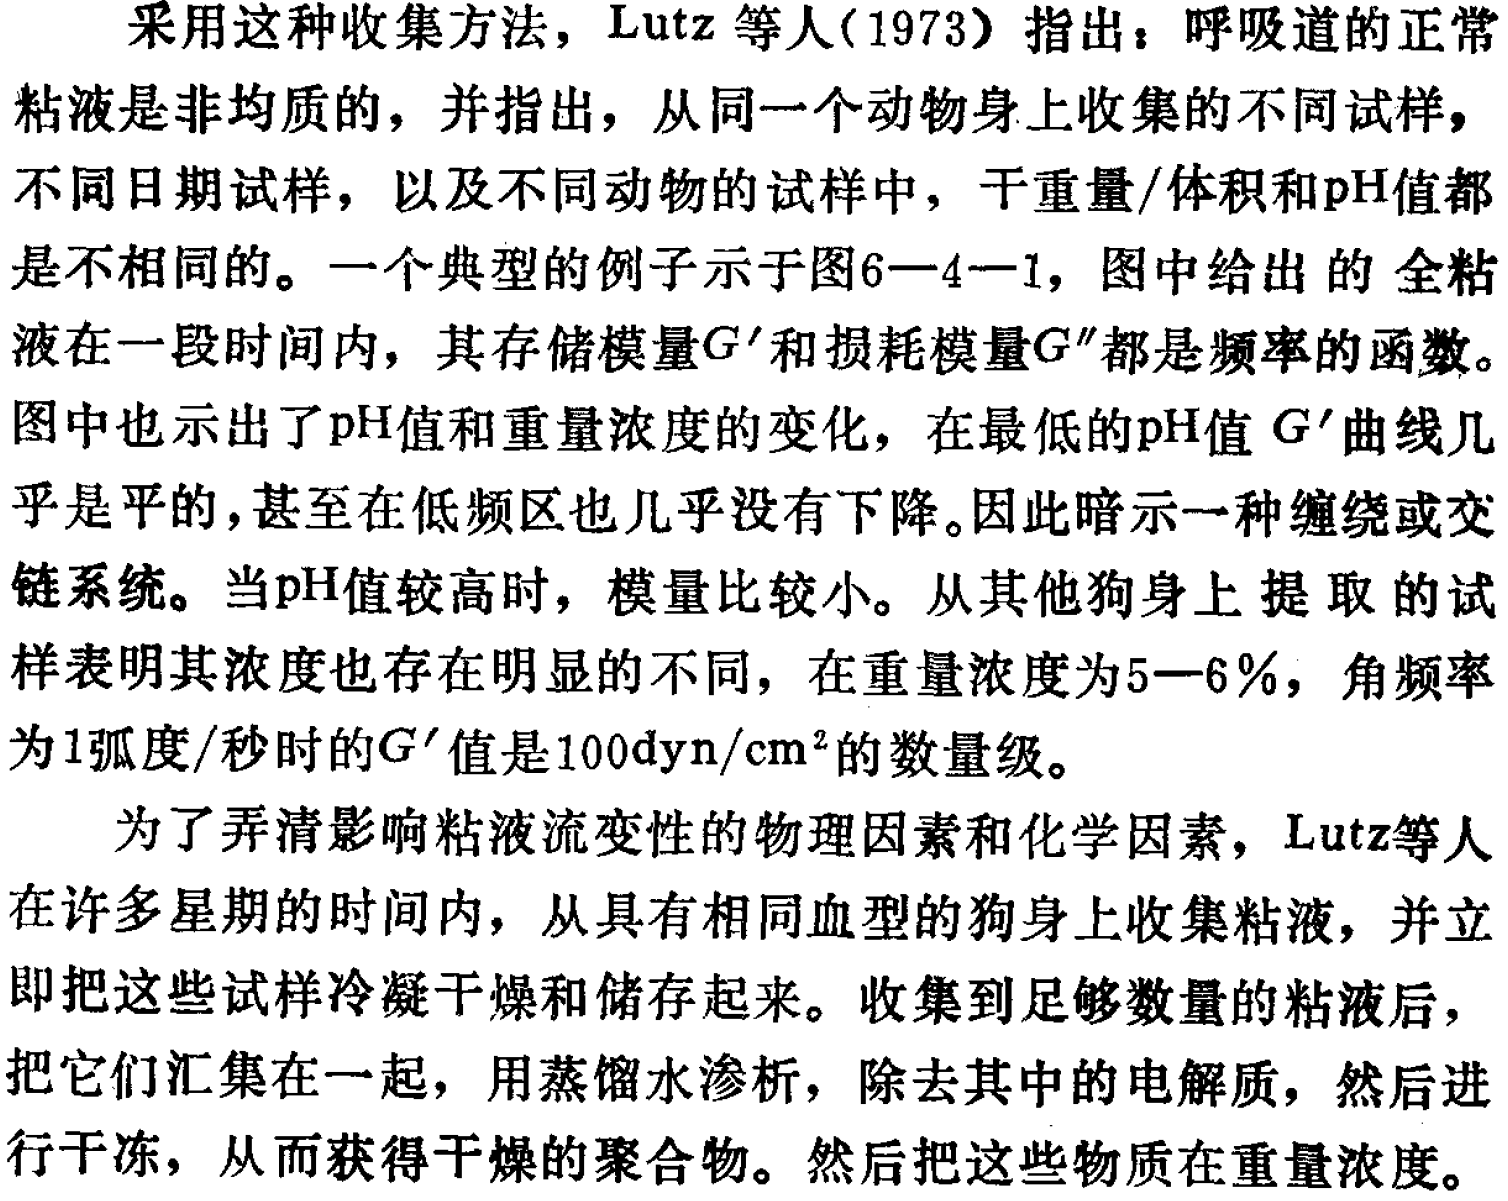 采用这种收集方法，Lutz 等人（1973）指出：呼吸道的正常
粘液是非均质的，并指出，从同一个动物身上收集的不同试样，
不同日期试样，以及不同动物的试样中，干重量/体积和pH值都
是不相同的。一个典型的例子示于图6—4—1，图中给出的全粘
液在一段时间内，其存储模量G′和损耗模量G″都是频率的函数。
图中也示出了pH值和重量浓度的变化，在最低的pH值 G′曲线几
乎是平的，甚至在低频区也几乎没有下降。因此暗示一种缠绕或交
链系统。当pH值较高时，模量比较小。从其他狗身上提取的试
样表明其浓度也存在明显的不同，在重量浓度为5—6%，角频率
为1弧度/秒时的G′值是100dyn/cm²的数量级。
为了弄清影响粘液流变性的物理因素和化学因素，Lutz等人
在许多星期的时间内，从具有相同血型的狗身上收集粘液，并立
即把这些试样冷凝干燥和储存起来。收集到足够数量的粘液后，
把它们汇集在一起，用蒸馏水渗析，除去其中的电解质，然后进
行干冻，从而获得干燥的聚合物。然后把这些物质在重量浓度。